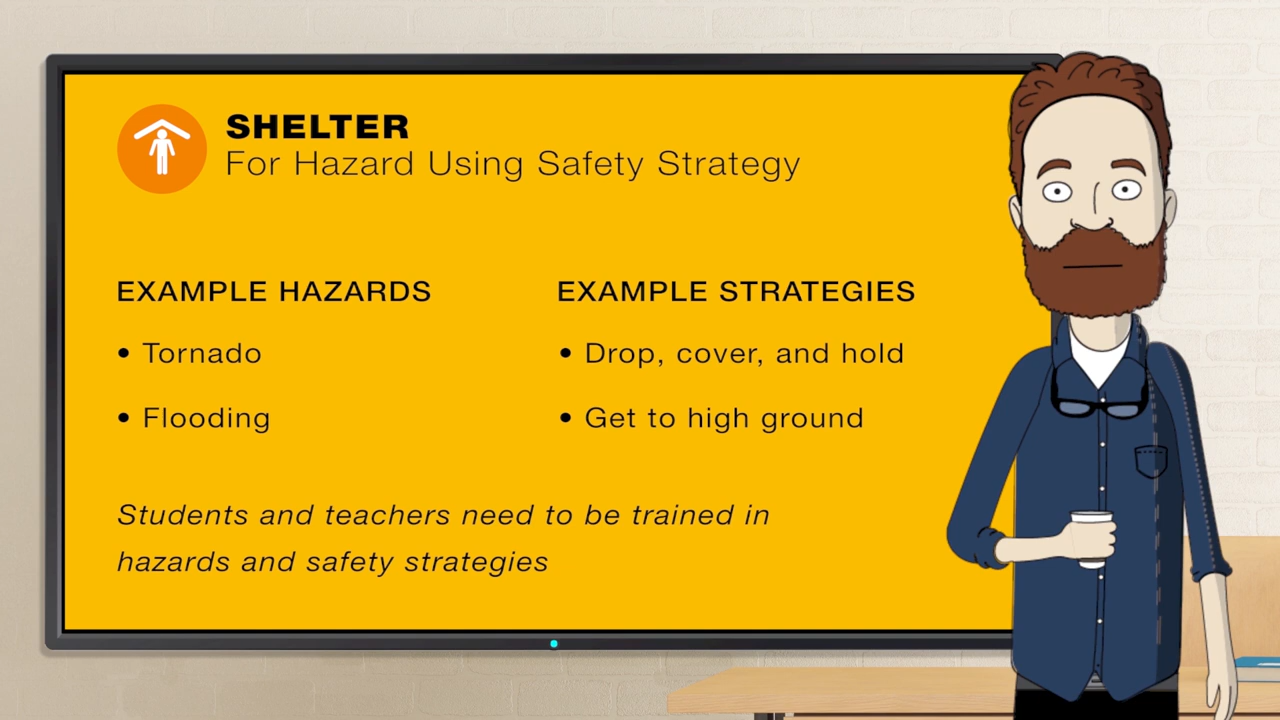 SHELTER
For Hazard Using Safety Strategy
EXAMPLE HAZARDS
• Tornado
• Flooding
EXAMPLE STRATEGIES
• Drop, cover, and hold
• Get to high ground
Students and teachers need to be trained in
hazards and safety strategies